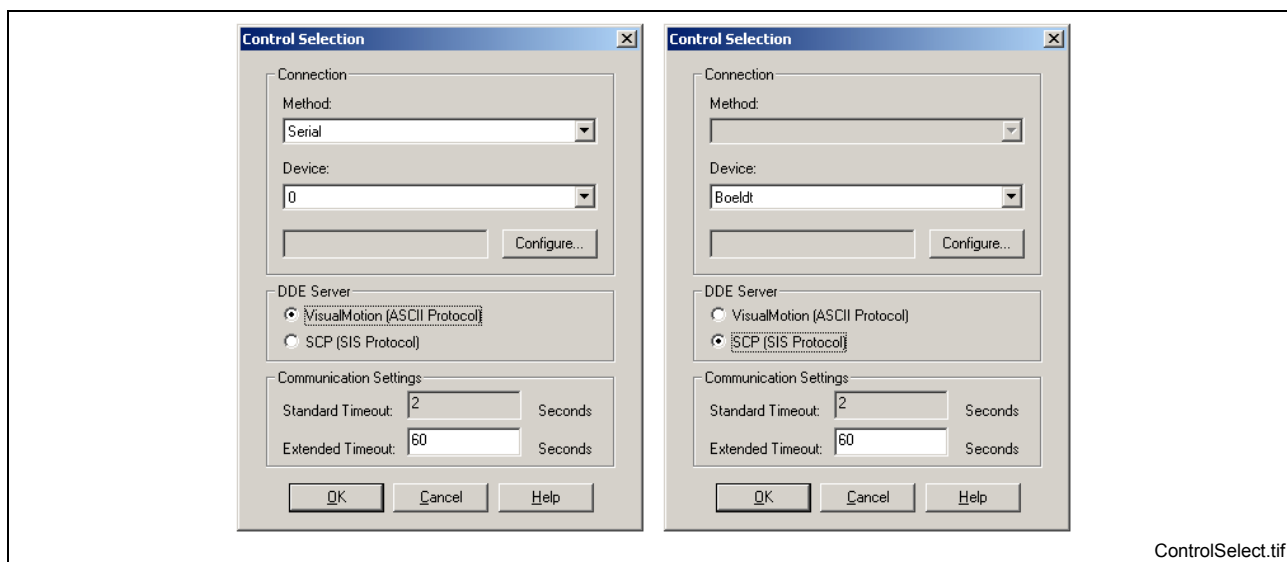 Control Selection
Connection
Method:
Serial
Device:
0
Configure...
DDE Server
VisualMotion (ASCII Protocol)
SCP (SIS Protocol)
Communication Settings
Standard Timeout: 2 Seconds
Extended Timeout: 60 Seconds
OK Cancel Help
Control Selection
Connection
Method:
Device:
Boeldt
Configure...
DDE Server
VisualMotion (ASCII Protocol)
SCP (SIS Protocol)
Communication Settings
Standard Timeout: 2 Seconds
Extended Timeout: 60 Seconds
OK Cancel Help
ControlSelect.tif